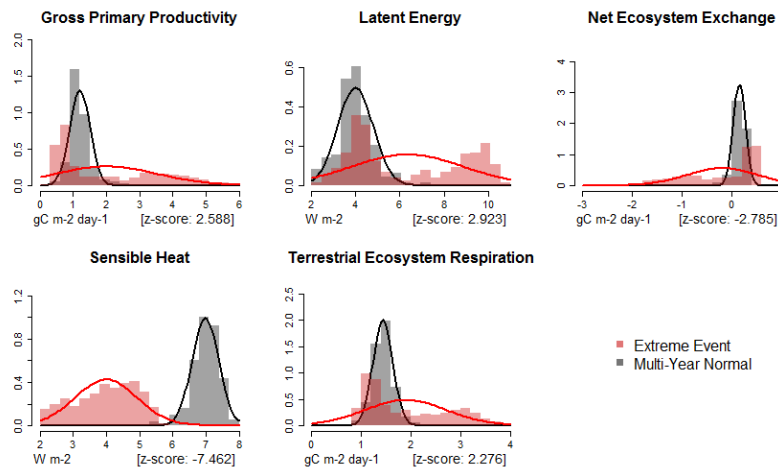 Gross Primary Productivity
Latent Energy
Net Ecosystem Exchange
0.0 0.5 1.0 1.5 2.0
0 1 2 3 4 5 6
gC m-2 day-1 [z-score: 2.588]
0.0 0.2 0.4 0.6
2 4 6 8 10
W m-2 [z-score: 2.923]
0 1 2 3 4
-3 -2 -1 0
gC m-2 day-1 [z-score: -2.785]
Sensible Heat
Terrestrial Ecosystem Respiration
0.0 0.4 0.8 1.2
2 3 4 5 6 7 8
W m-2 [z-score: -7.462]
0.0 0.5 1.0 1.5 2.0 2.5
0 1 2 3 4
gC m-2 day-1 [z-score: 2.276]
Extreme Event
Multi-Year Normal